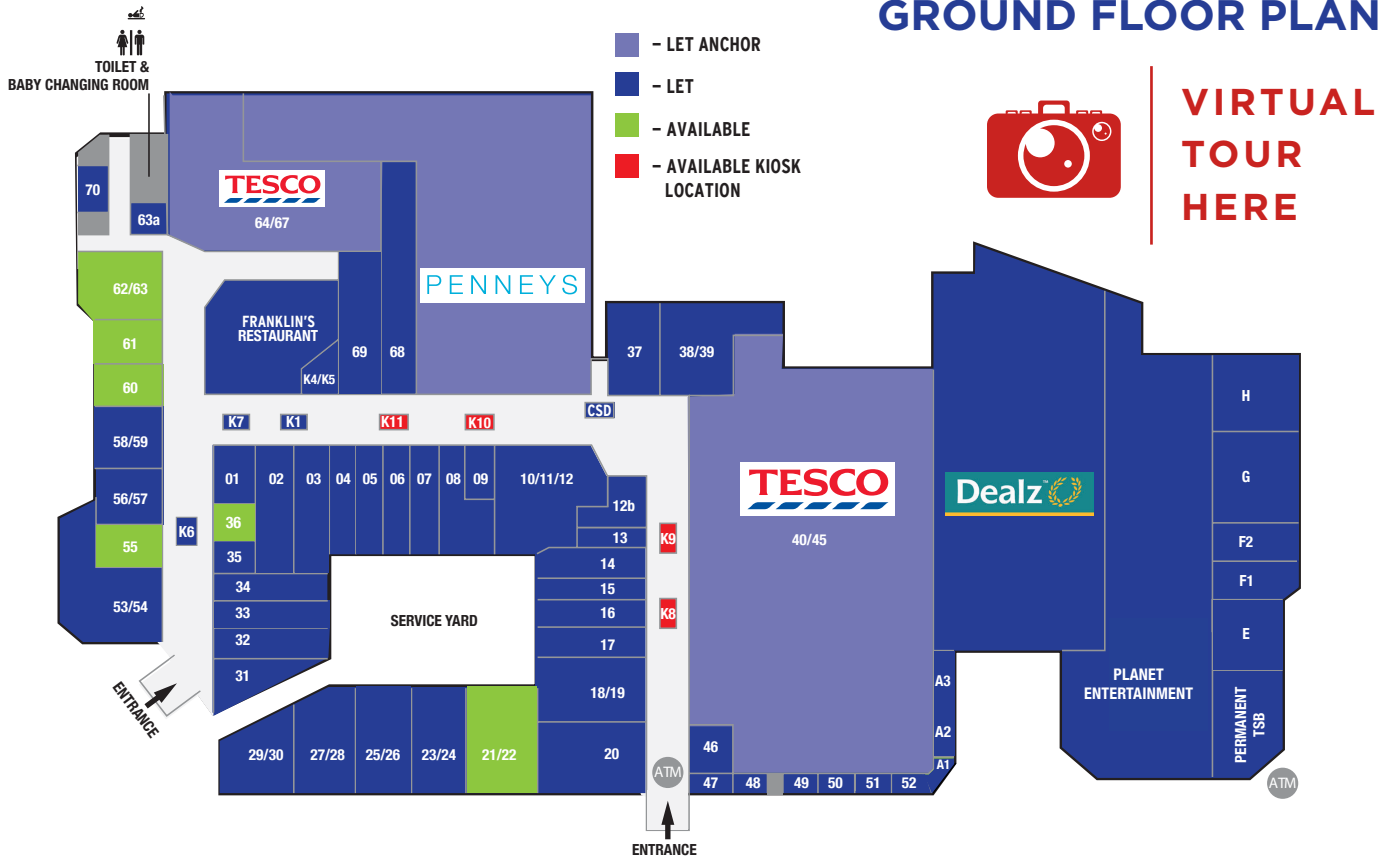 GROUND FLOOR PLAN
– LET ANCHOR
– LET
– AVAILABLE
– AVAILABLE KIOSK
LOCATION
VIRTUAL
TOUR
HERE
TOILET &
BABY CHANGING ROOM
70
63a
TESCO
64/67
PENNEYS
62/63
61
60
58/59
56/57
55
53/54
FRANKLIN'S
RESTAURANT
K4/K5
69
68
37
38/39
K7
K1
K11
K10
CSD
K6
01
02
03
04
05
06
07
08
09
10/11/12
12b
13
14
15
16
17
18/19
20
36
35
34
33
32
31
SERVICE YARD
29/30
27/28
25/26
23/24
21/22
K9
K8
TESCO
40/45
Dealz™
H
G
F2
F1
E
PERMANENT
TSB
PLANET
ENTERTAINMENT
A3
A2
A1
46
47
48
49
50
51
52
ATM
ATM
ENTRANCE
ENTRANCE